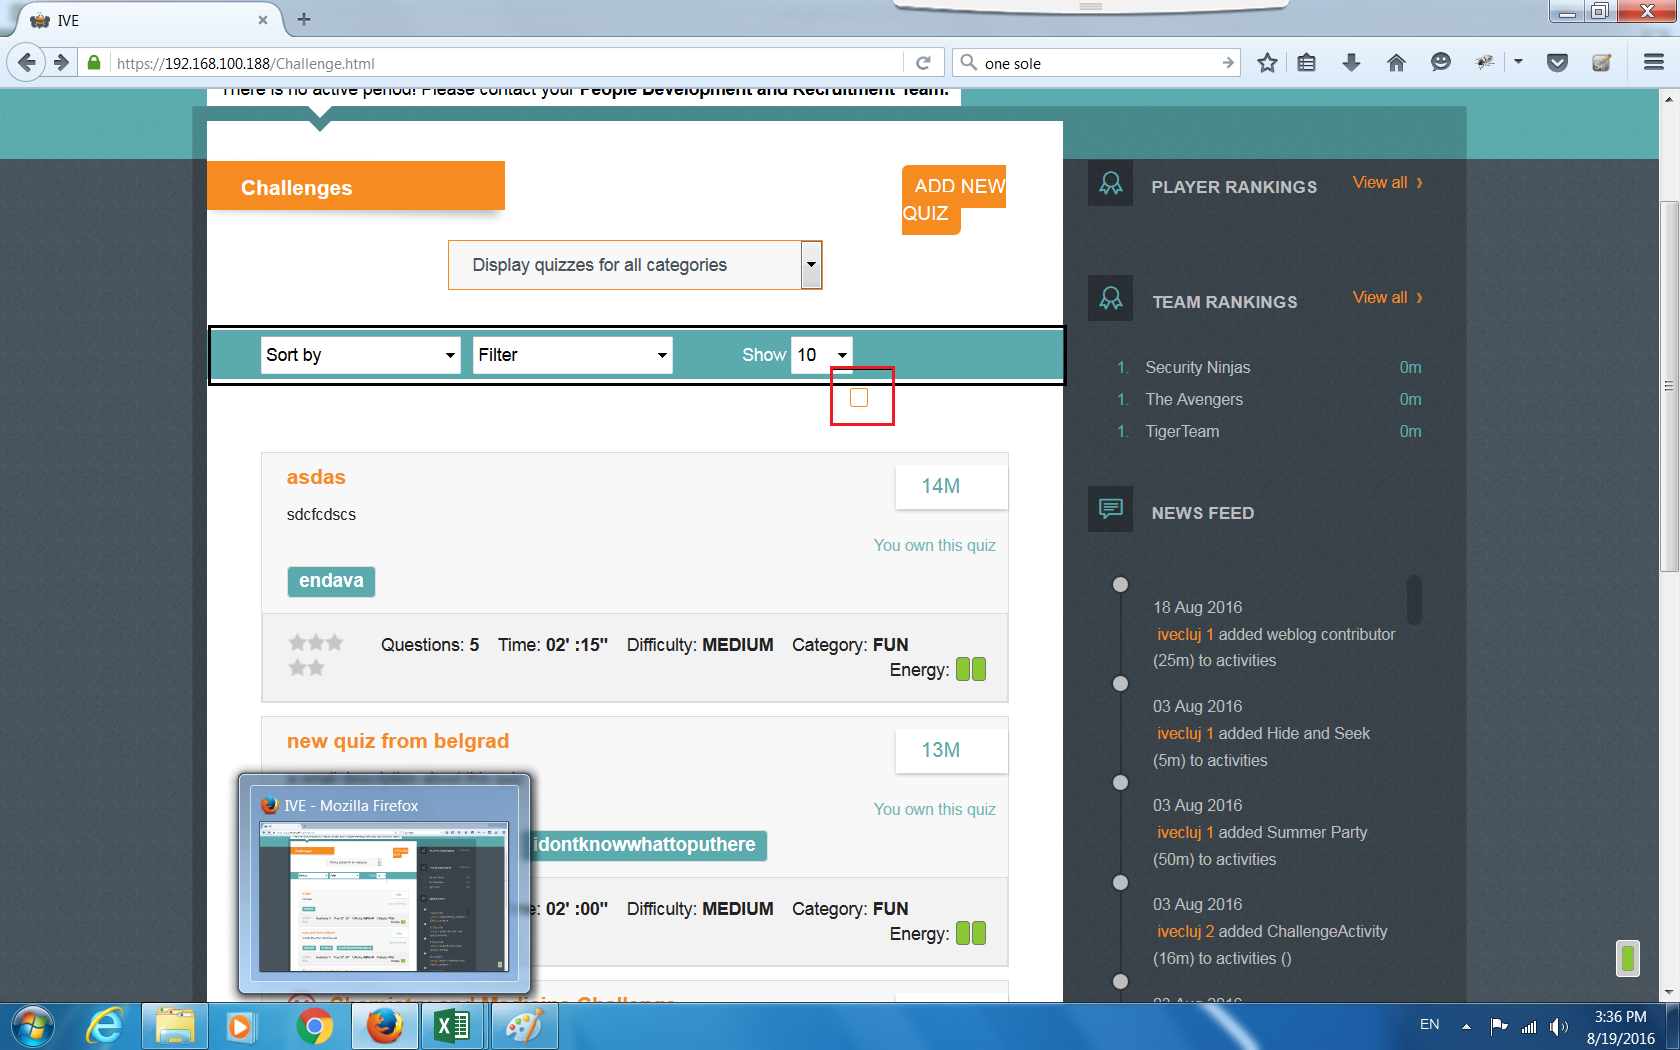 IVE
https://192.168.100.188/Challenge.html
one sole
There is no active period! Please contact your People Development and Recruitment Team.
Challenges
ADD NEW
QUIZ
Display quizzes for all categories
Sort by
Filter
Show 10
asdas
14M
sdcfcdscs
You own this quiz
endava
Questions: 5 Time: 02' :15" Difficulty: MEDIUM Category: FUN
Energy:
new quiz from belgrad
13M
You own this quiz
idontknowwhattoputhere
02' :00" Difficulty: MEDIUM Category: FUN
Energy:
Chemistry and Medicine Challenge
PLAYER RANKINGS
View all
TEAM RANKINGS
View all
1. Security Ninjas 0m
1. The Avengers 0m
1. TigerTeam 0m
NEWS FEED
18 Aug 2016
ivecluj 1 added weblog contributor
(25m) to activities
03 Aug 2016
ivecluj 1 added Hide and Seek
(5m) to activities
03 Aug 2016
ivecluj 1 added Summer Party
(50m) to activities
03 Aug 2016
ivecluj 2 added ChallengeActivity
(16m) to activities ()
03 Aug 2016
IVE - Mozilla Firefox
EN
3:36 PM
8/19/2016